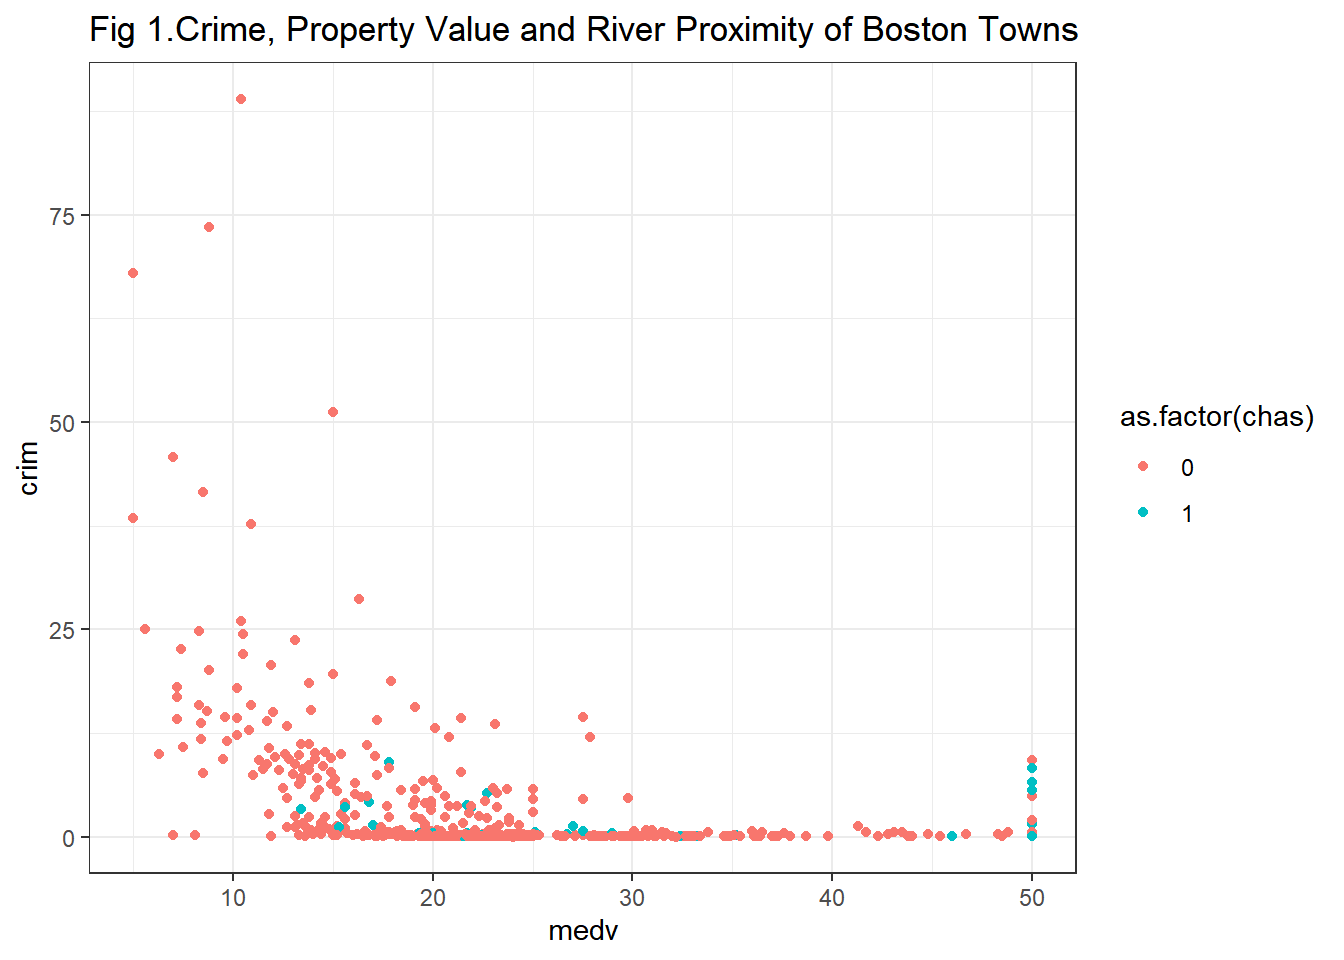 Fig 1.Crime, Property Value and River Proximity of Boston Towns
75
50
25
0
crim
10 20 30 40 50
medv
as.factor(chas)
0
1